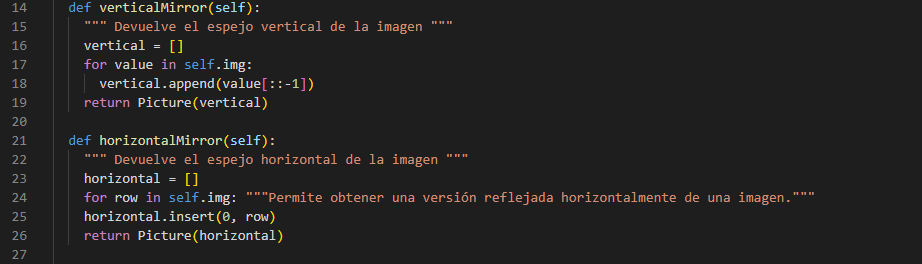 14 def verticalMirror(self):
15 """ Devuelve el espejo vertical de la imagen """
16 vertical = []
17 for value in self.img:
18 vertical.append(value[::-1])
19 return Picture(vertical)
20
21 def horizontalMirror(self):
22 """ Devuelve el espejo horizontal de la imagen """
23 horizontal = []
24 for row in self.img: """Permite obtener una versión reflejada horizontalmente de una imagen."""
25 horizontal.insert(0, row)
26 return Picture(horizontal)
27